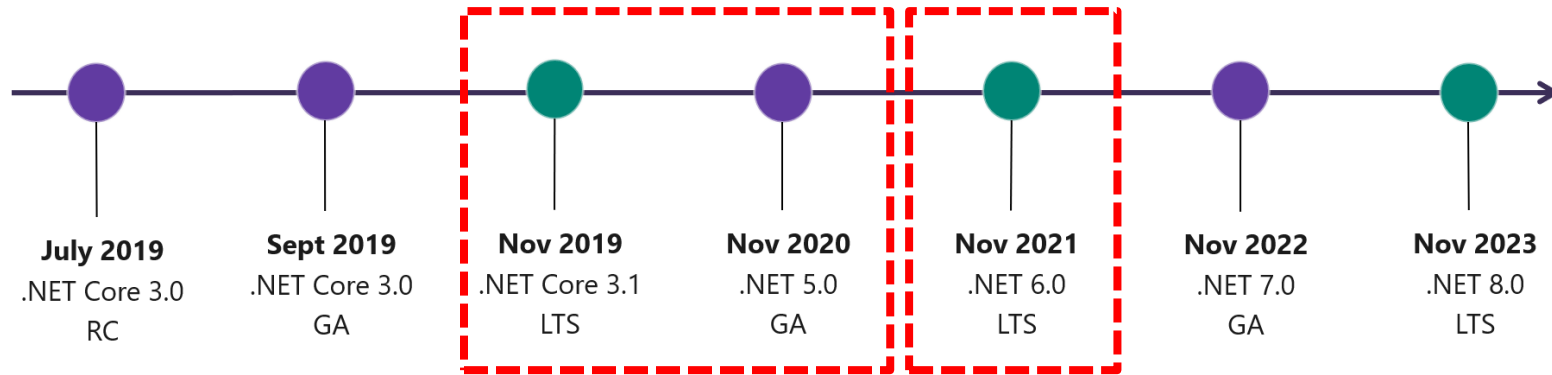 July 2019
.NET Core 3.0
RC
Sept 2019
.NET Core 3.0
GA
Nov 2019
.NET Core 3.1
LTS
Nov 2020
.NET 5.0
GA
Nov 2021
.NET 6.0
LTS
Nov 2022
.NET 7.0
GA
Nov 2023
.NET 8.0
LTS